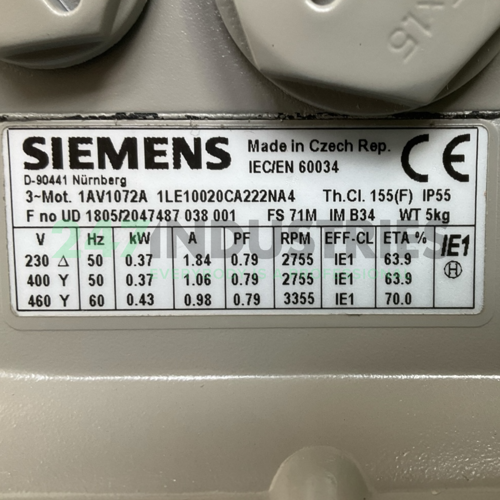 SIEMENS
Made in Czech Rep.
IEC/EN 60034
CE
D-90441 Nürnberg
3~Mot. 1AV1072A 1LE10020CA222NA4 Th.Cl. 155(F) IP55
F no UD 1805/2047487 038 001 FS 71M IM B34 WT 5kg
V Hz kW A PF RPM EFF-CL ETA % IE1
230 Δ 50 0.37 1.84 0.79 2755 IE1 63.9
400 Y 50 0.37 1.06 0.79 2755 IE1 63.9
460 Y 60 0.43 0.98 0.79 3355 IE1 70.0
H
247 INDUSTRIES